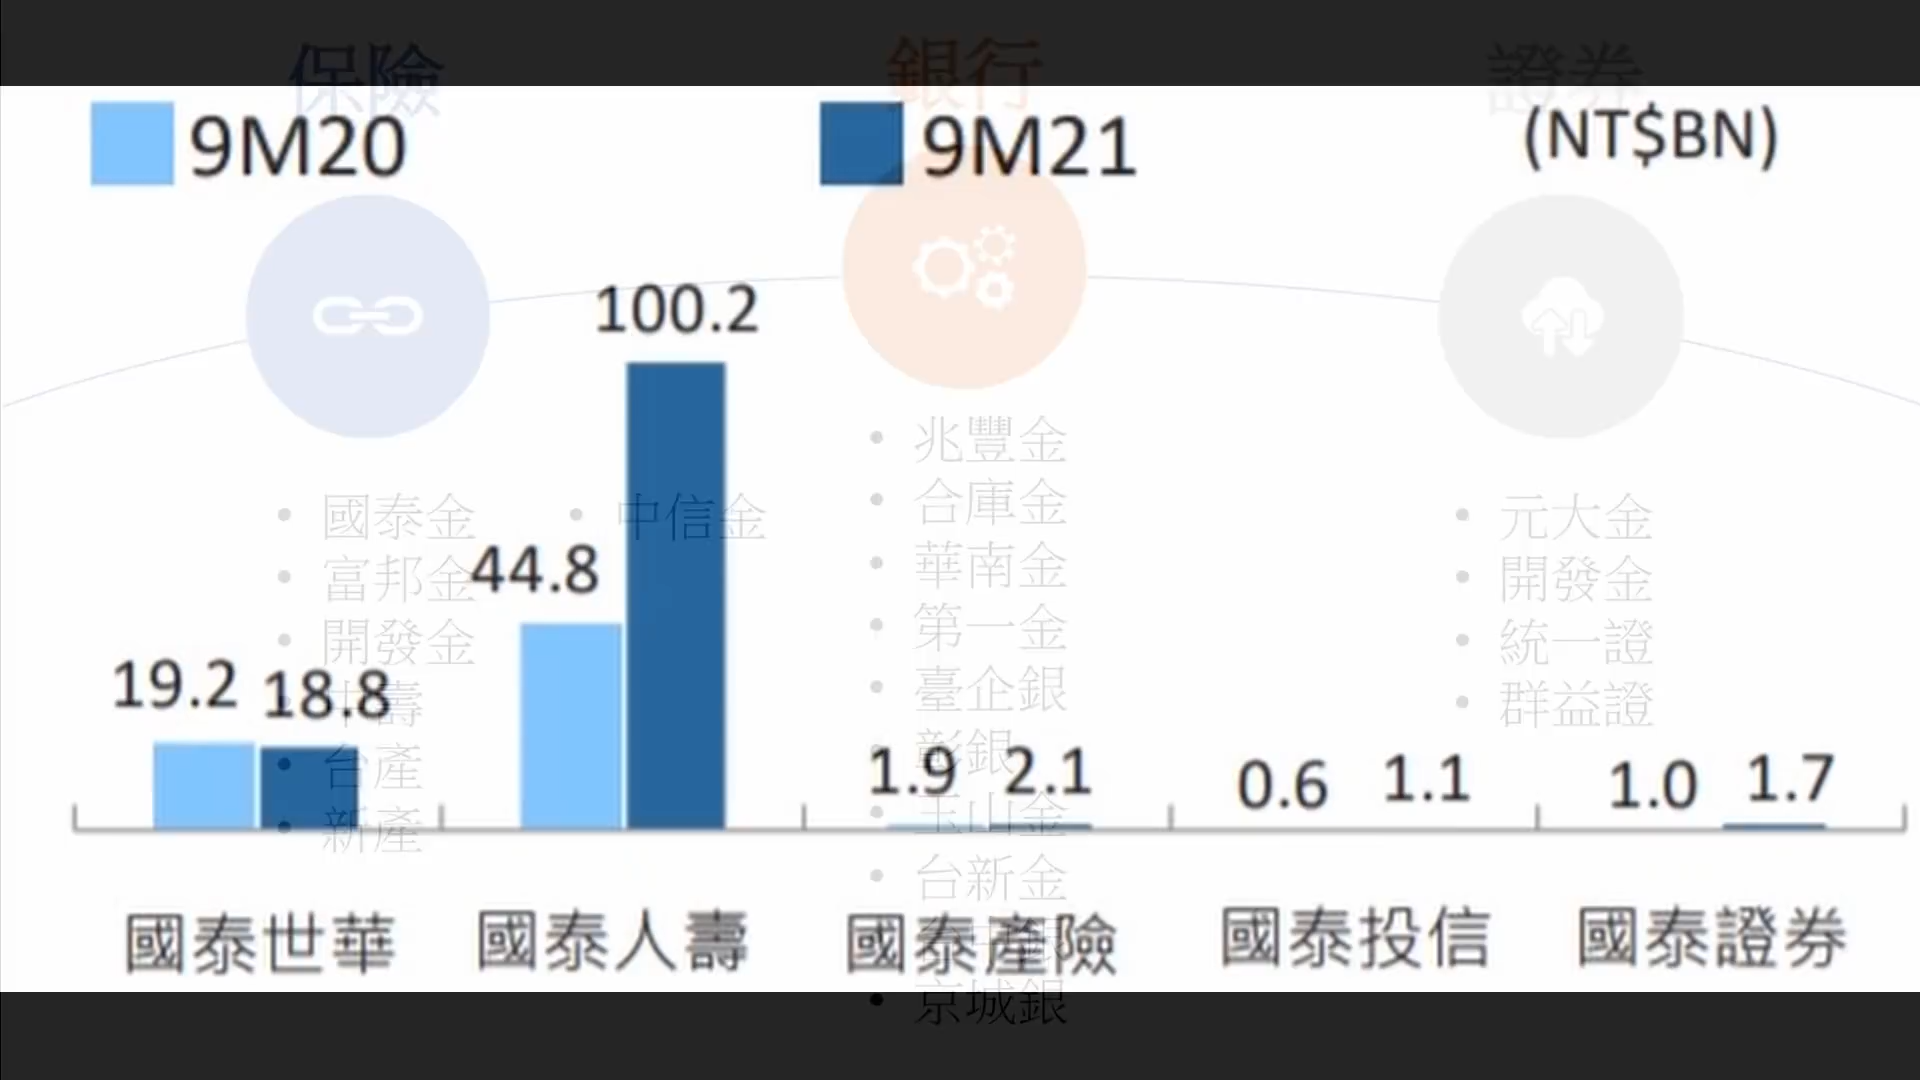 保險
銀行
證券
9M20
9M21
(NT$BN)
100.2
44.8
19.2
18.8
1.9
2.1
0.6
1.1
1.0
1.7
國泰世華
國泰人壽
國泰產險
國泰投信
國泰證券
• 國泰金
• 富邦金
• 開發金
• 台產
• 新產
• 中信金
• 兆豐金
• 合庫金
• 華南金
• 第一金
• 臺企銀
• 彰銀
• 玉山金
• 台新金
• 京城銀
• 元大金
• 開發金
• 統一證
• 群益證